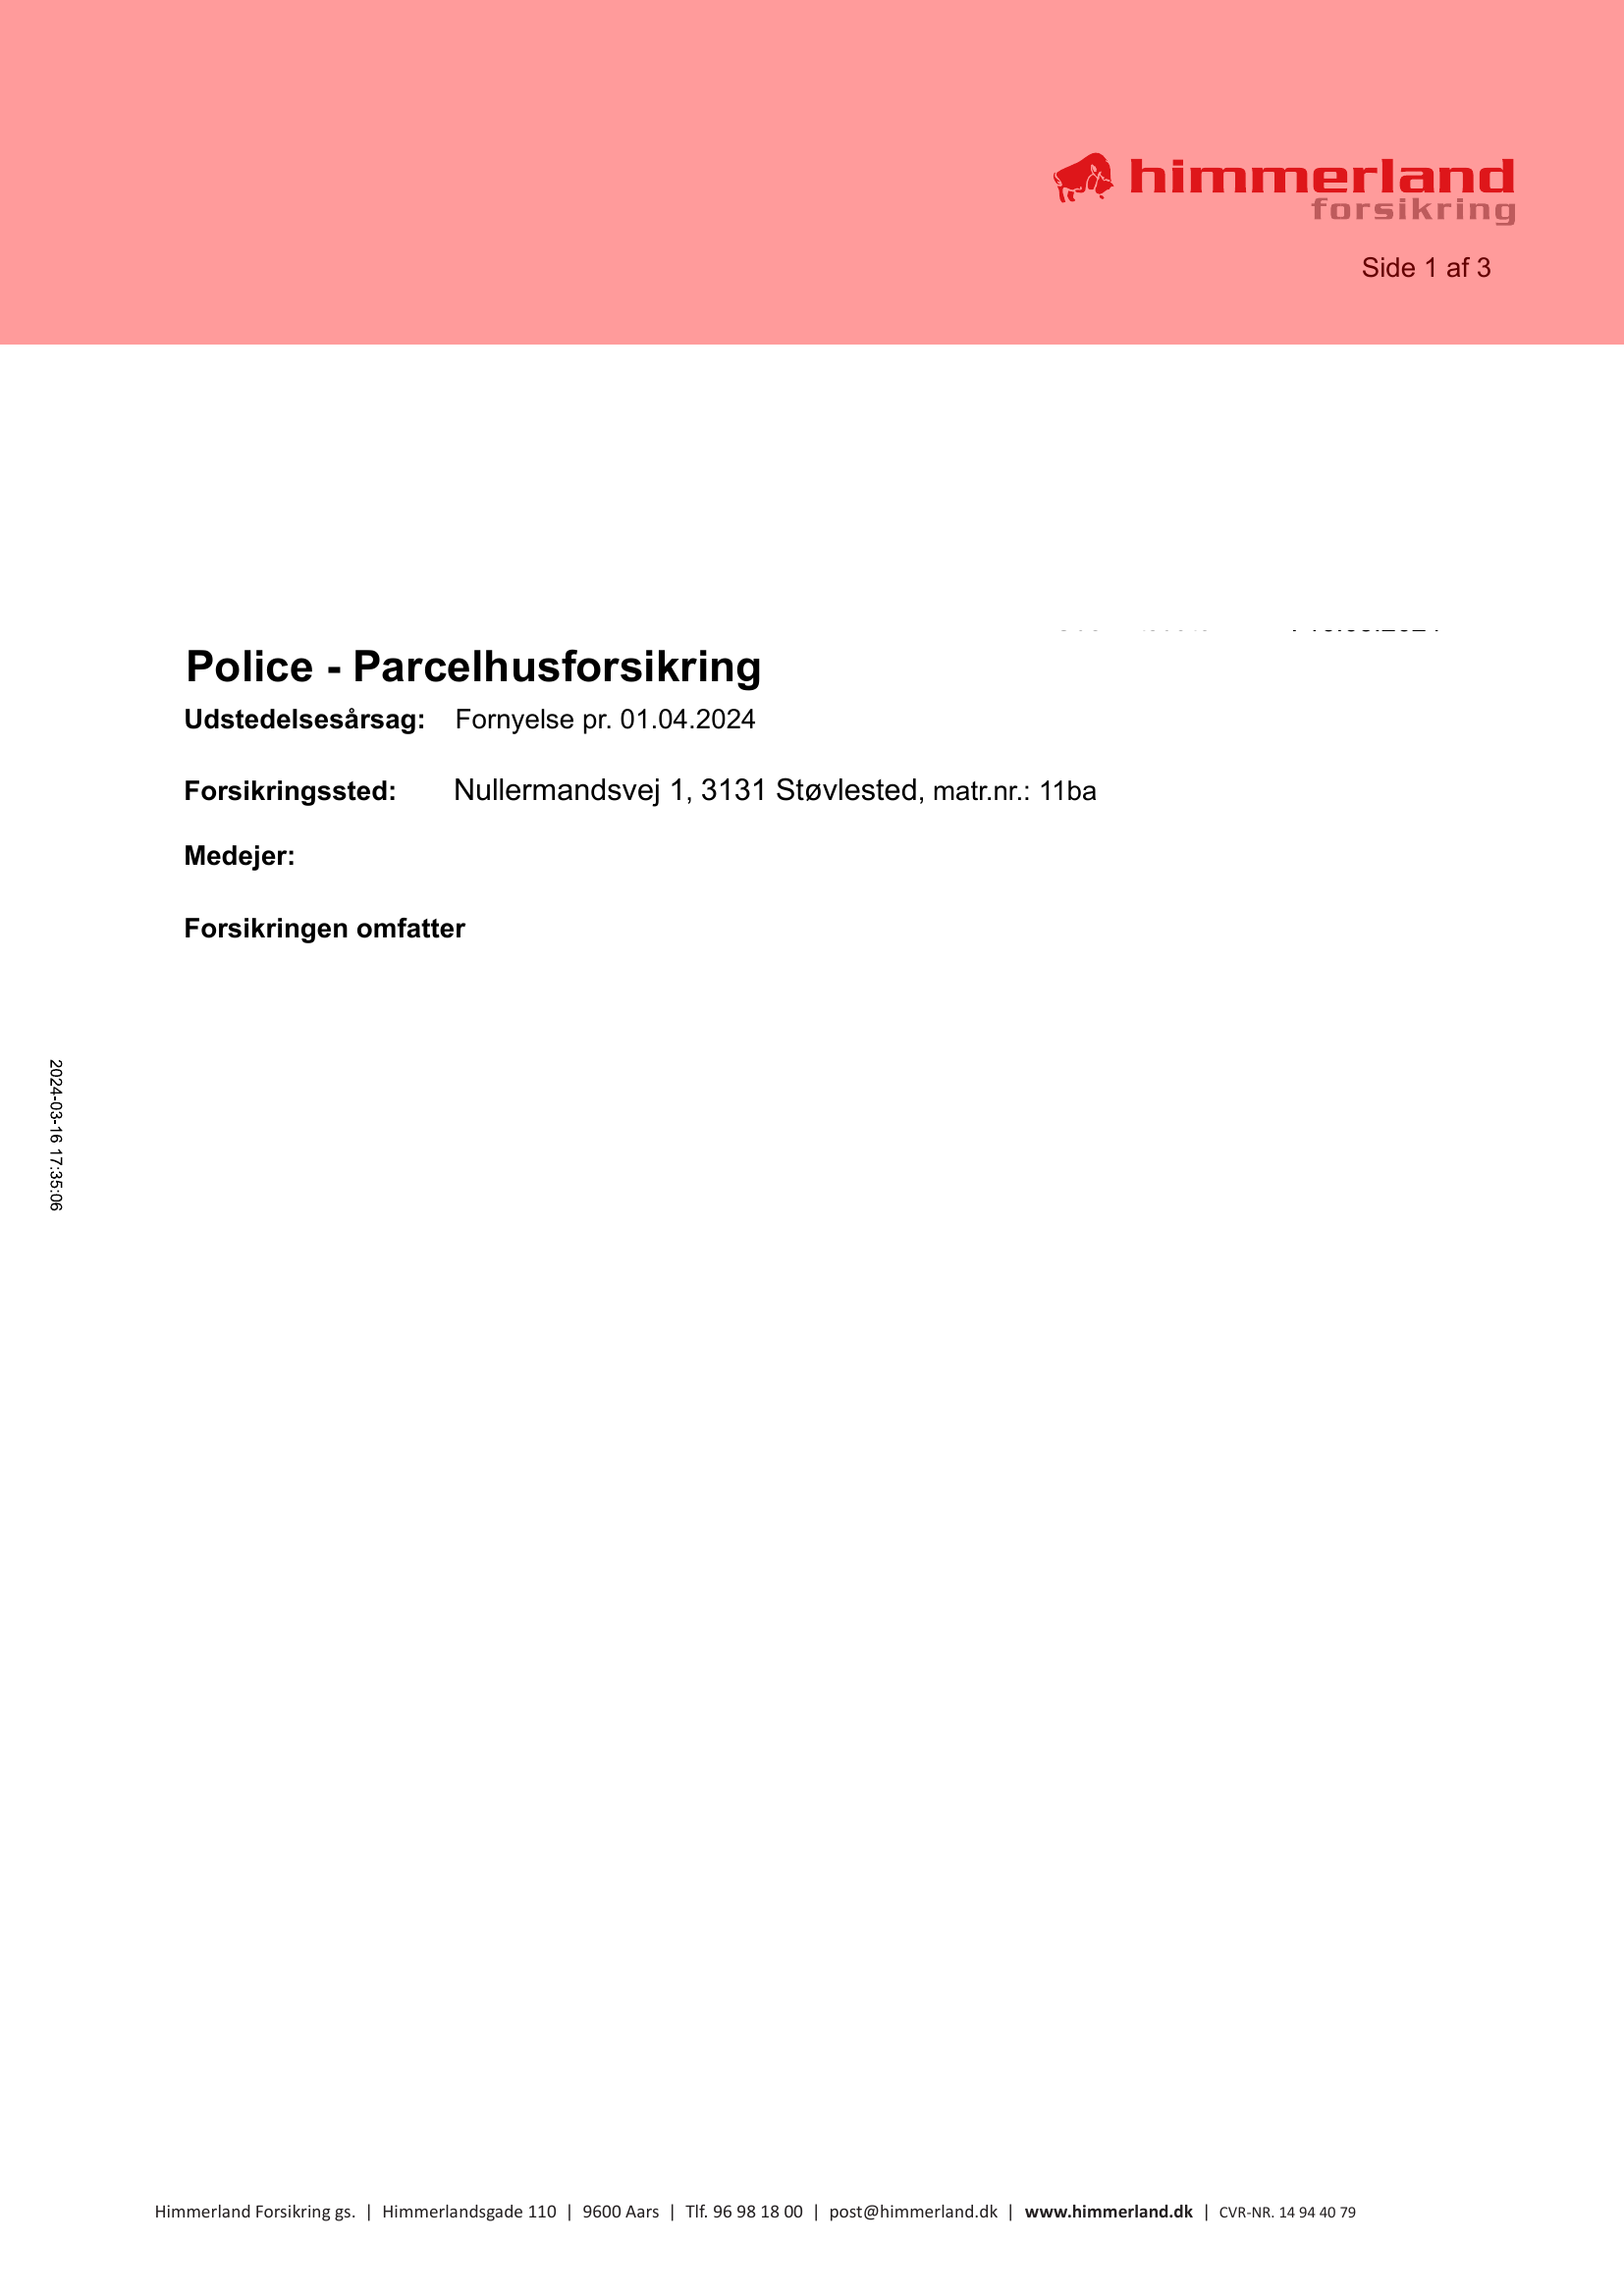 himmerland
forsikring
Side 1 af 3
Police - Parcelhusforsikring
Udstedelsesårsag: Fornyelse pr. 01.04.2024
Forsikringssted: Nullermandsvej 1, 3131 Støvlested, matr.nr.: 11ba
Medejer:
Forsikringen omfatter
2024-03-16 17:35:06
Himmerland Forsikring gs. | Himmerlandsgade 110 | 9600 Aars | Tlf. 96 98 18 00 | post@himmerland.dk | www.himmerland.dk | CVR-NR. 14 94 40 79